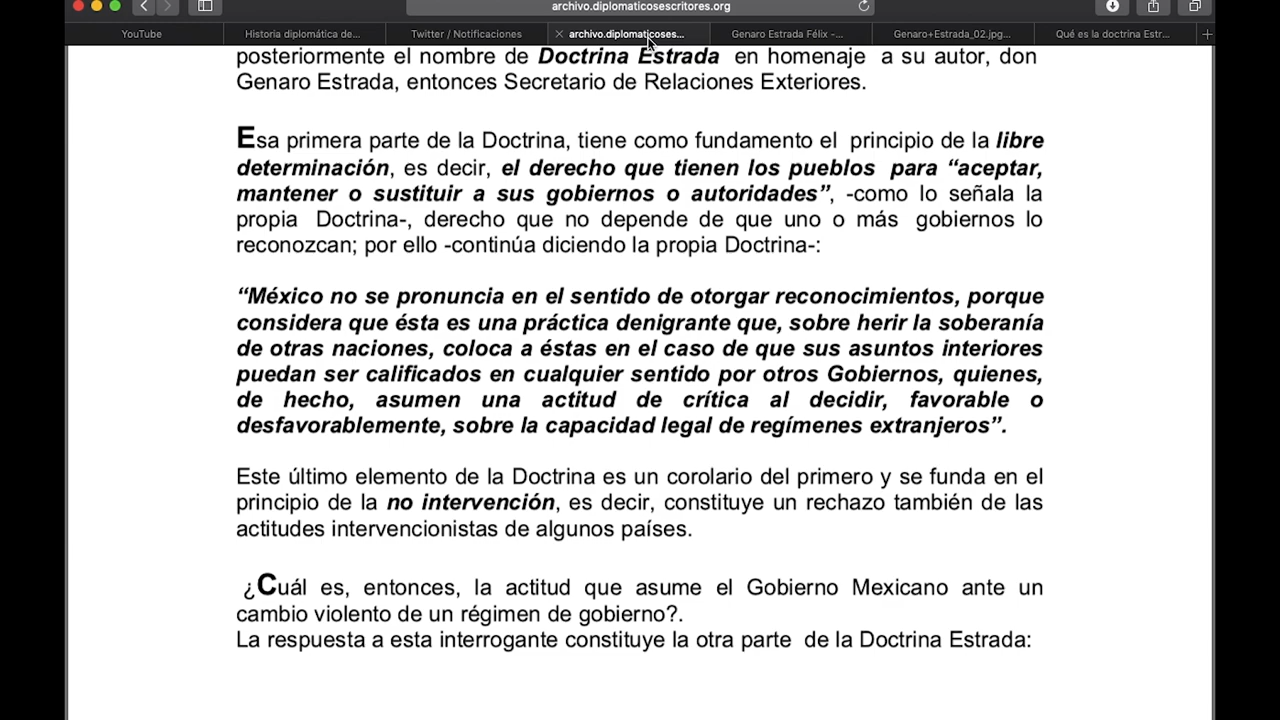 archivo.diplomaticosescritores.org
YouTube
Historia diplomática de...
Twitter / Notificaciones
archivo.diplomaticoses...
Genaro Estrada Félix -...
Genaro+Estrada_02.jpg...
Qué es la doctrina Estr...
posteriormente el nombre de Doctrina Estrada en homenaje a su autor, don
Genaro Estrada, entonces Secretario de Relaciones Exteriores.
Esa primera parte de la Doctrina, tiene como fundamento el principio de la libre
determinación, es decir, el derecho que tienen los pueblos para “aceptar,
mantener o sustituir a sus gobiernos o autoridades”, -como lo señala la
propia Doctrina-, derecho que no depende de que uno o más gobiernos lo
reconozcan; por ello -continúa diciendo la propia Doctrina-:
“México no se pronuncia en el sentido de otorgar reconocimientos, porque
considera que ésta es una práctica denigrante que, sobre herir la soberanía
de otras naciones, coloca a éstas en el caso de que sus asuntos interiores
puedan ser calificados en cualquier sentido por otros Gobiernos, quienes,
de hecho, asumen una actitud de crítica al decidir, favorable o
desfavorablemente, sobre la capacidad legal de regímenes extranjeros”.
Este último elemento de la Doctrina es un corolario del primero y se funda en el
principio de la no intervención, es decir, constituye un rechazo también de las
actitudes intervencionistas de algunos países.
¿Cuál es, entonces, la actitud que asume el Gobierno Mexicano ante un
cambio violento de un régimen de gobierno?.
La respuesta a esta interrogante constituye la otra parte de la Doctrina Estrada: